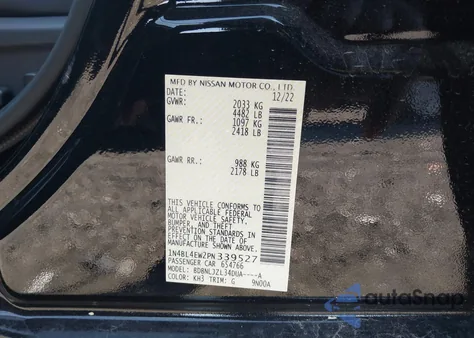 MFD BY NISSAN MOTOR CO., LTD.
DATE: 12/22
GVWR: 2033 KG
4482 LB
GAWR FR.: 1097 KG
2418 LB
GAWR RR.: 988 KG
2178 LB
THIS VEHICLE CONFORMS TO
ALL APPLICABLE FEDERAL
MOTOR VEHICLE SAFETY,
BUMPER, AND THEFT
PREVENTION STANDARDS
IN EFFECT ON THE DATE OF
MANUFACTURE SHOWN ABOVE.
1N4BL4EWZPN339527
PASSENGER CAR 654766
MODEL: BDBNLJZL34DUA----A
COLOR: KH3 TRIM: G 9N00A
autoSnap